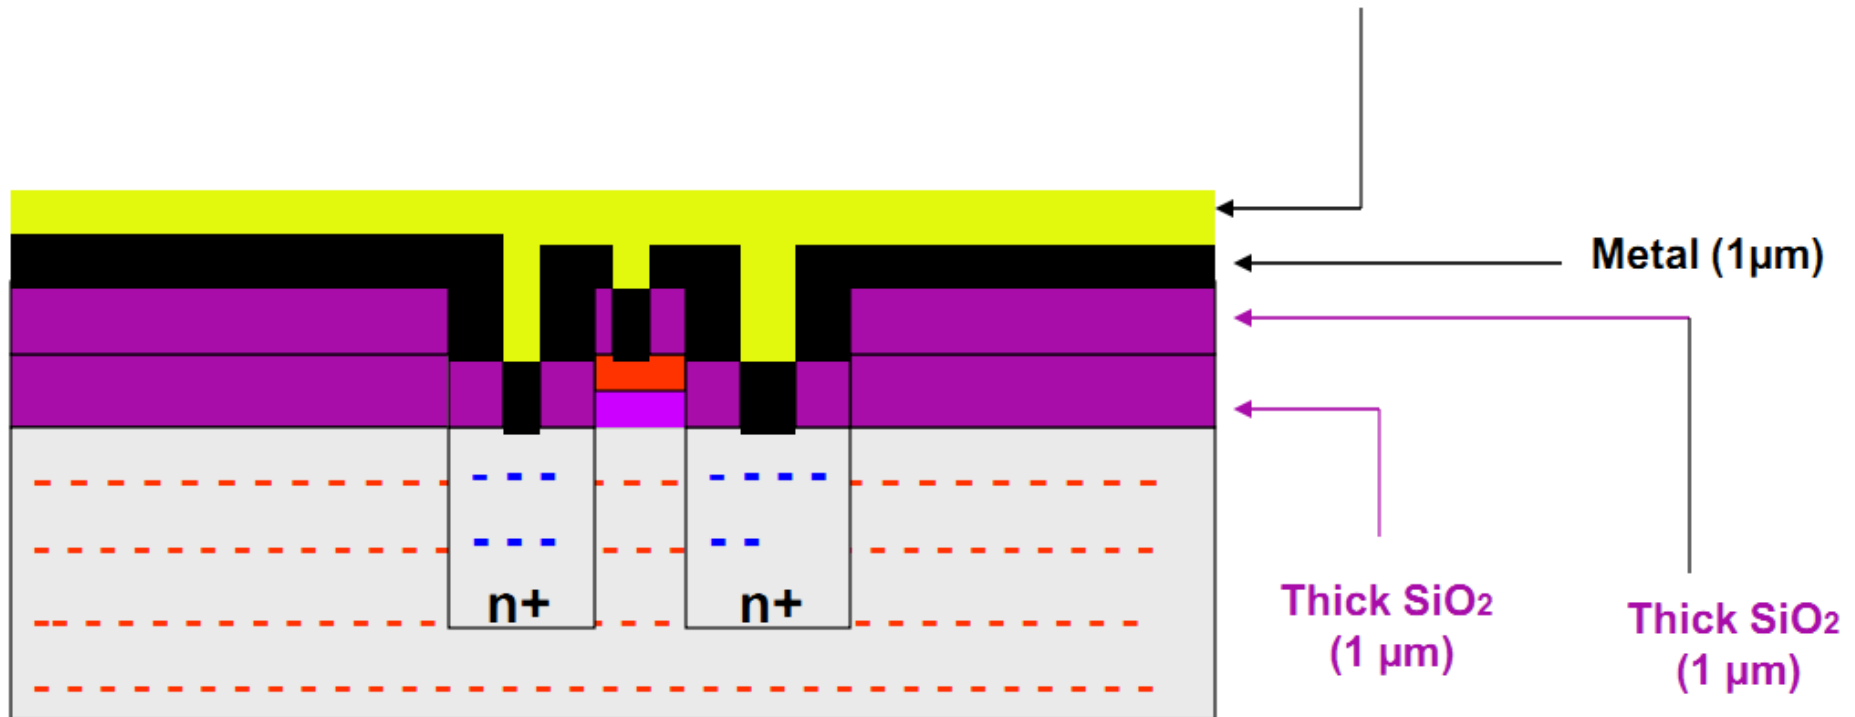 Metal (1μm)
n+
n+
Thick SiO₂
(1 μm)
Thick SiO₂
(1 μm)